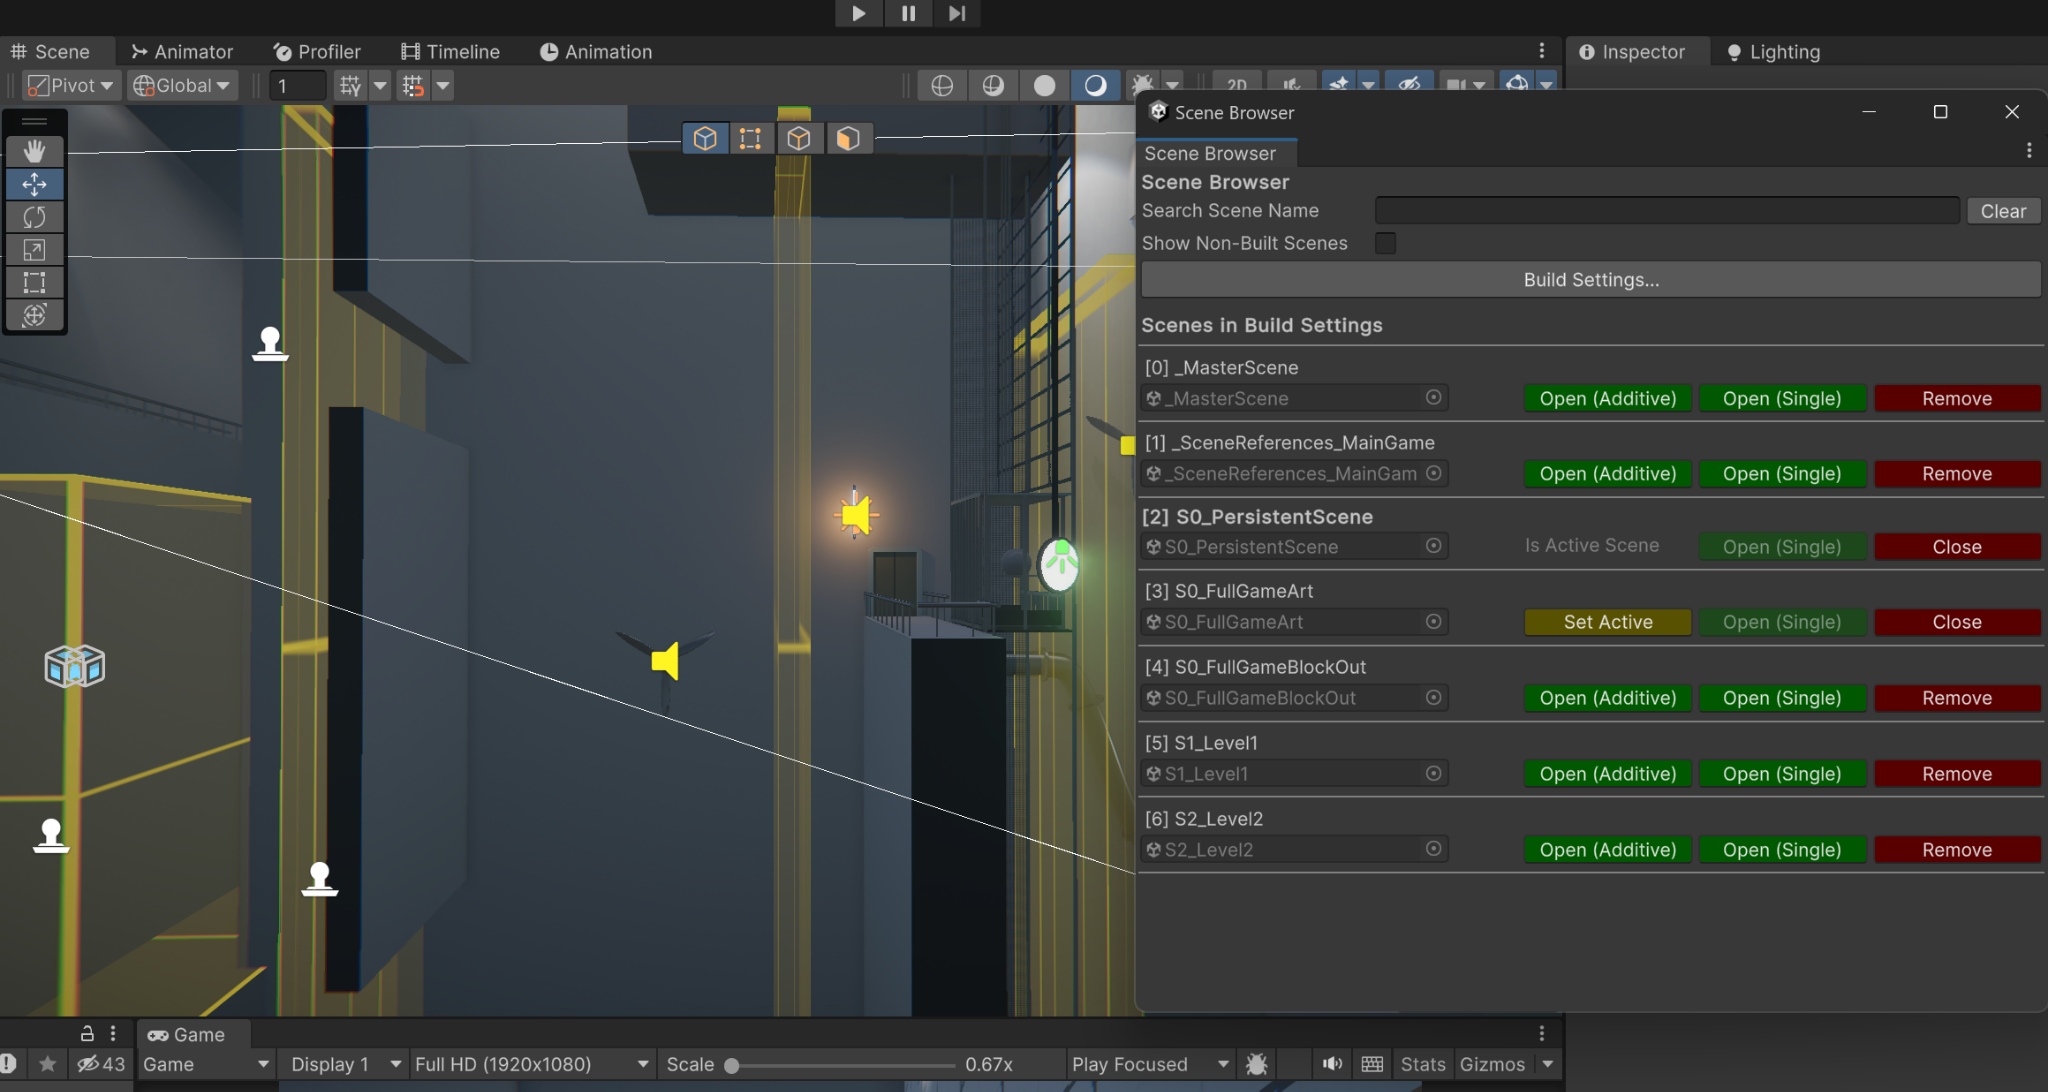 Scene Animator Profiler Timeline Animation Inspector Lighting
Pivot Global 1 2D
Scene Browser
Scene Browser
Scene Browser
Search Scene Name Clear
Show Non-Built Scenes
Build Settings...
Scenes in Build Settings
[0] _MasterScene
_MasterScene Open (Additive) Open (Single) Remove
[1] _SceneReferences_MainGame
_SceneReferences_MainGam Open (Additive) Open (Single) Remove
[2] S0_PersistentScene
S0_PersistentScene Is Active Scene Open (Single) Close
[3] S0_FullGameArt
S0_FullGameArt Set Active Open (Single) Close
[4] S0_FullGameBlockOut
S0_FullGameBlockOut Open (Additive) Open (Single) Remove
[5] S1_Level1
S1_Level1 Open (Additive) Open (Single) Remove
[6] S2_Level2
S2_Level2 Open (Additive) Open (Single) Remove
Game
43 Game Display 1 Full HD (1920x1080) Scale 0.67x Play Focused Stats Gizmos